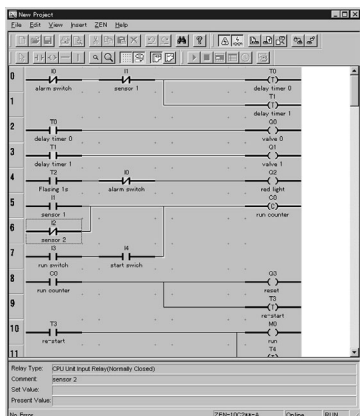 New Project
File Edit View Insert ZEN Help
0 I0 I1 T0
(T)
alarm switch sensor 1 delay timer 0
1 T1
(T)
delay timer 1
2 T0 Q0
delay timer 0 valve 0
3 T1 Q1
delay timer 1 valve 1
4 T2 I0 Q2
Flasing 1s alarm switch red light
5 I1 C0
(C)
sensor 1 run counter
6 I2
sensor 2
7 I3 I4
run switch start swich
8 C0 Q3
run counter reset
9 T3
(T)
re-start
10 T3 M0
re-start run
11 T4
Relay Type: CPU Unit Input Relay(Normally Closed)
Comment: sensor 2
Set Value:
Present Value:
No Error ZEN-10C2**-A Online RUN